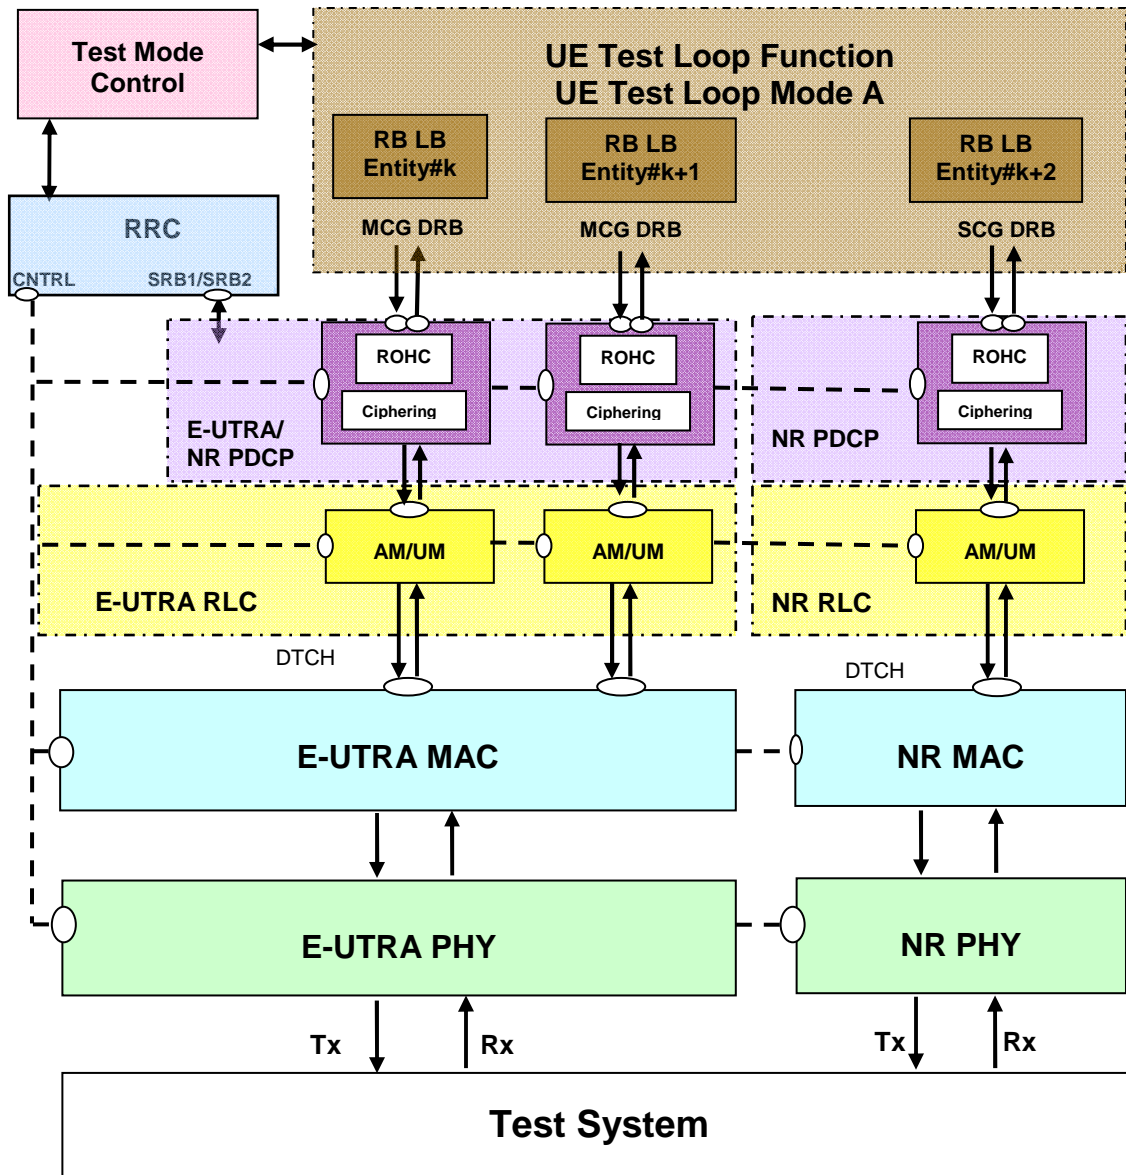 Test Mode
Control
UE Test Loop Function
UE Test Loop Mode A
RB LB
Entity#k
RB LB
Entity#k+1
RB LB
Entity#k+2
MCG DRB
MCG DRB
SCG DRB
RRC
CNTRL
SRB1/SRB2
ROHC
Ciphering
ROHC
Ciphering
ROHC
Ciphering
E-UTRA/
NR PDCP
NR PDCP
AM/UM
AM/UM
AM/UM
E-UTRA RLC
NR RLC
DTCH
DTCH
E-UTRA MAC
NR MAC
E-UTRA PHY
NR PHY
Tx
Rx
Tx
Rx
Test System